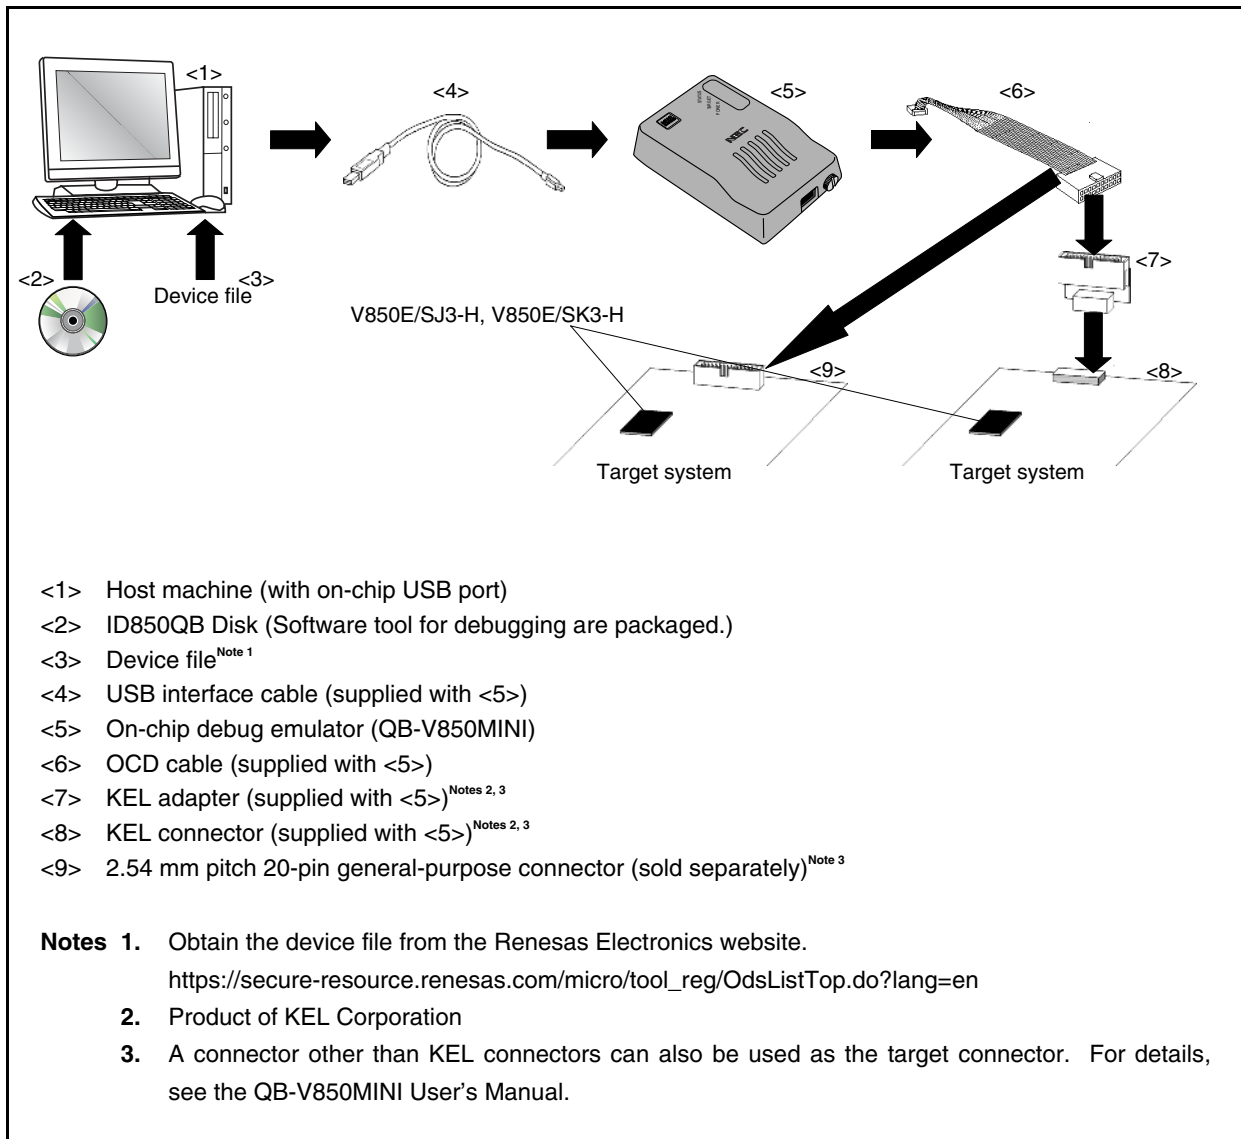 <1>
<4>
<5>
<6>
STATUS
TARGET
POWER
NEC
<7>
<2>
<3>
Device file
V850E/SJ3-H, V850E/SK3-H
<9>
<8>
Target system
Target system
<1> Host machine (with on-chip USB port)
<2> ID850QB Disk (Software tool for debugging are packaged.)
<3> Device file Note 1
<4> USB interface cable (supplied with <5>)
<5> On-chip debug emulator (QB-V850MINI)
<6> OCD cable (supplied with <5>)
<7> KEL adapter (supplied with <5>) Notes 2, 3
<8> KEL connector (supplied with <5>) Notes 2, 3
<9> 2.54 mm pitch 20-pin general-purpose connector (sold separately) Note 3
Notes 1. Obtain the device file from the Renesas Electronics website.
https://secure-resource.renesas.com/micro/tool_reg/OdsListTop.do?lang=en
2. Product of KEL Corporation
3. A connector other than KEL connectors can also be used as the target connector. For details,
see the QB-V850MINI User's Manual.